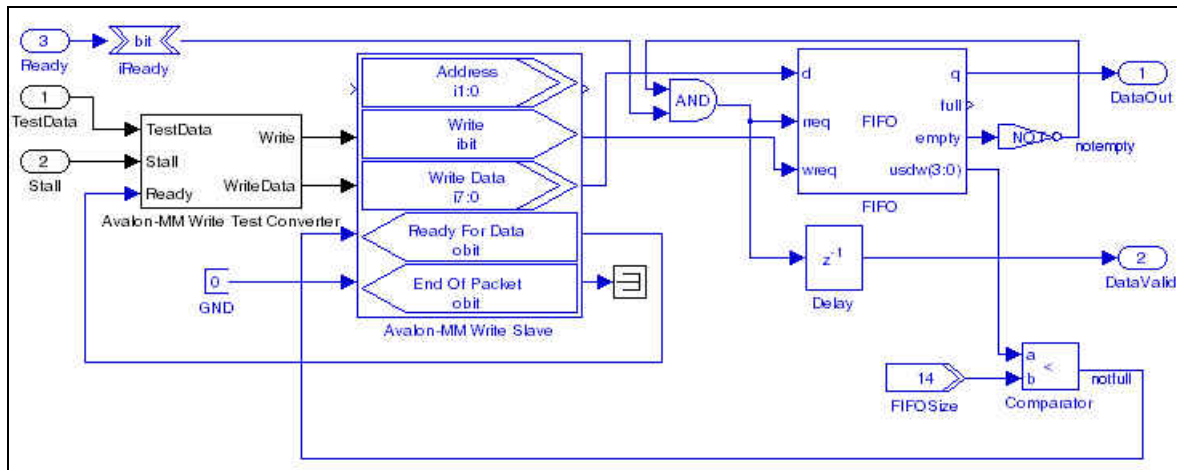 3
Ready
bit
iReady
1
TestData
2
Stall
TestData
Stall
Ready
Write
WriteData
Avalon-MM Write Test Converter
0
GND
Address
i1:0
Write
ibit
Write Data
i7:0
Ready For Data
obit
End Of Packet
obit
Avalon-MM Write Slave
AND
d
rreq
wreq
FIFO
q
full
empty
usdw(3:0)
FIFO
NOT
notempty
1
DataOut
z-1
Delay
2
DataValid
14
FIFOSize
a
b
<
Comparator
notfull